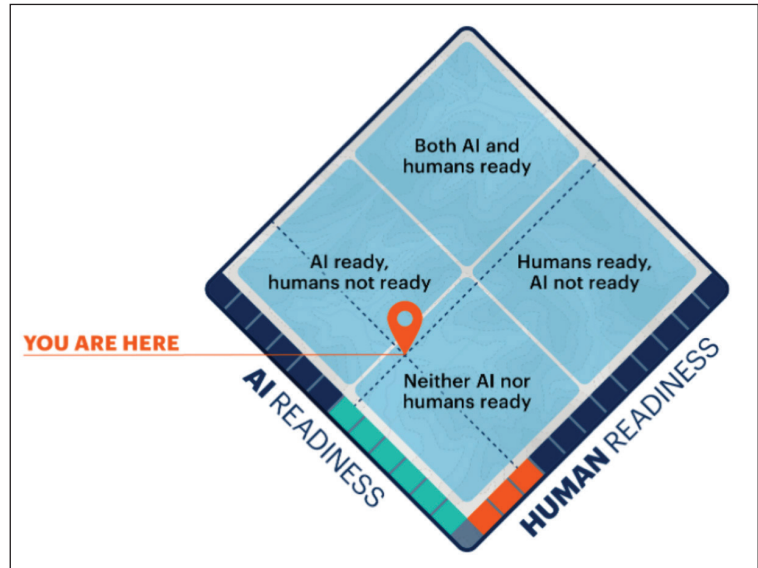 Both AI and
humans ready
AI ready,
humans not ready
Humans ready,
AI not ready
YOU ARE HERE
Neither AI nor
humans ready
AI READINESS
HUMAN READINESS